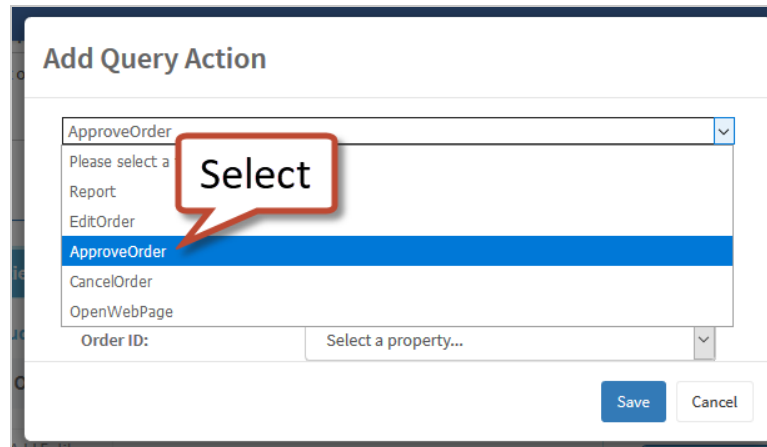 Add Query Action
ApproveOrder
Please select a
Select
Report
EditOrder
ApproveOrder
CancelOrder
OpenWebPage
Order ID:
Select a property...
Save
Cancel